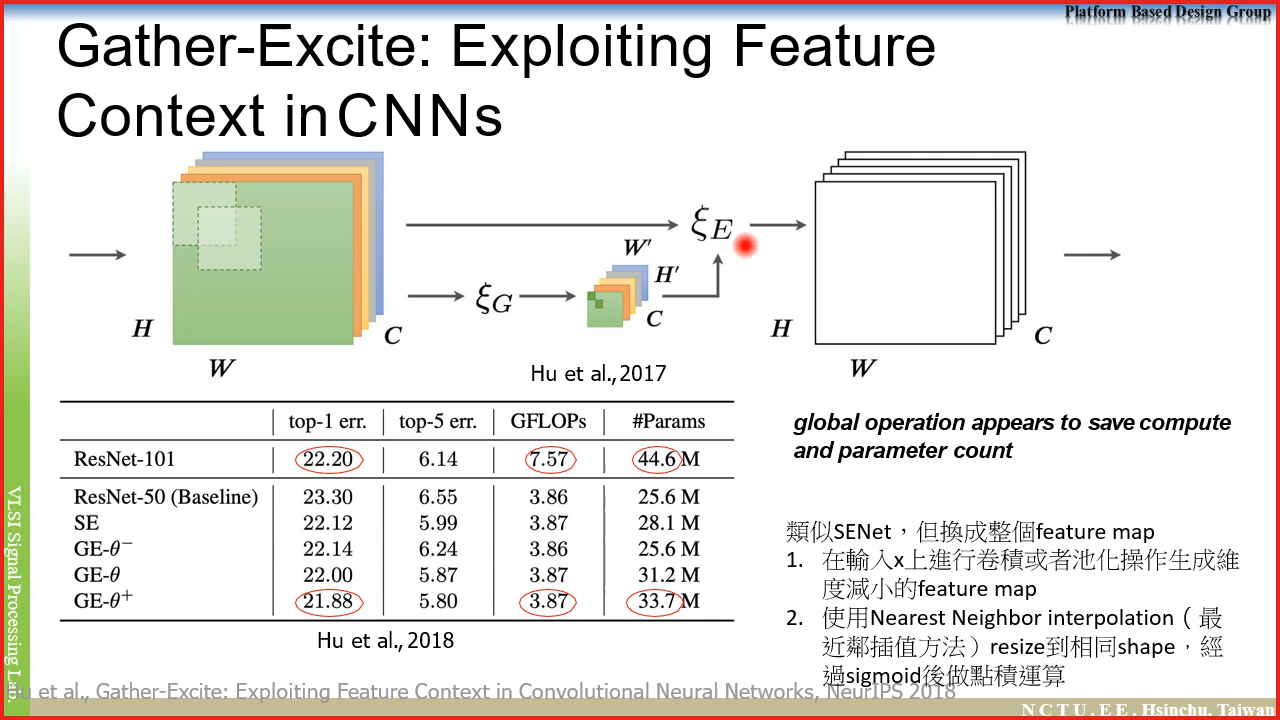 Platform Based Design Group
Gather-Excite: Exploiting Feature
Context in CNNs
H
W
C
ξG
W'
H'
C
ξE
H
W
C
Hu et al., 2017
top-1 err. top-5 err. GFLOPs #Params
ResNet-101 22.20 6.14 7.57 44.6 M
ResNet-50 (Baseline) 23.30 6.55 3.86 25.6 M
SE 22.12 5.99 3.87 28.1 M
GE-θ− 22.14 6.24 3.86 25.6 M
GE-θ 22.00 5.87 3.87 31.2 M
GE-θ+ 21.88 5.80 3.87 33.7 M
Hu et al., 2018
global operation appears to save compute
and parameter count
類似SENet，但換成整個feature map
1. 在輸入x上進行卷積或者池化操作生成維
度減小的feature map
2. 使用Nearest Neighbor interpolation（最
近鄰插值方法）resize到相同shape，經
過sigmoid後做點積運算
VLSI Signal Processing Lab.
Hu et al., Gather-Excite: Exploiting Feature Context in Convolutional Neural Networks, NeurIPS 2018
N C T U . E E , Hsinchu, Taiwan